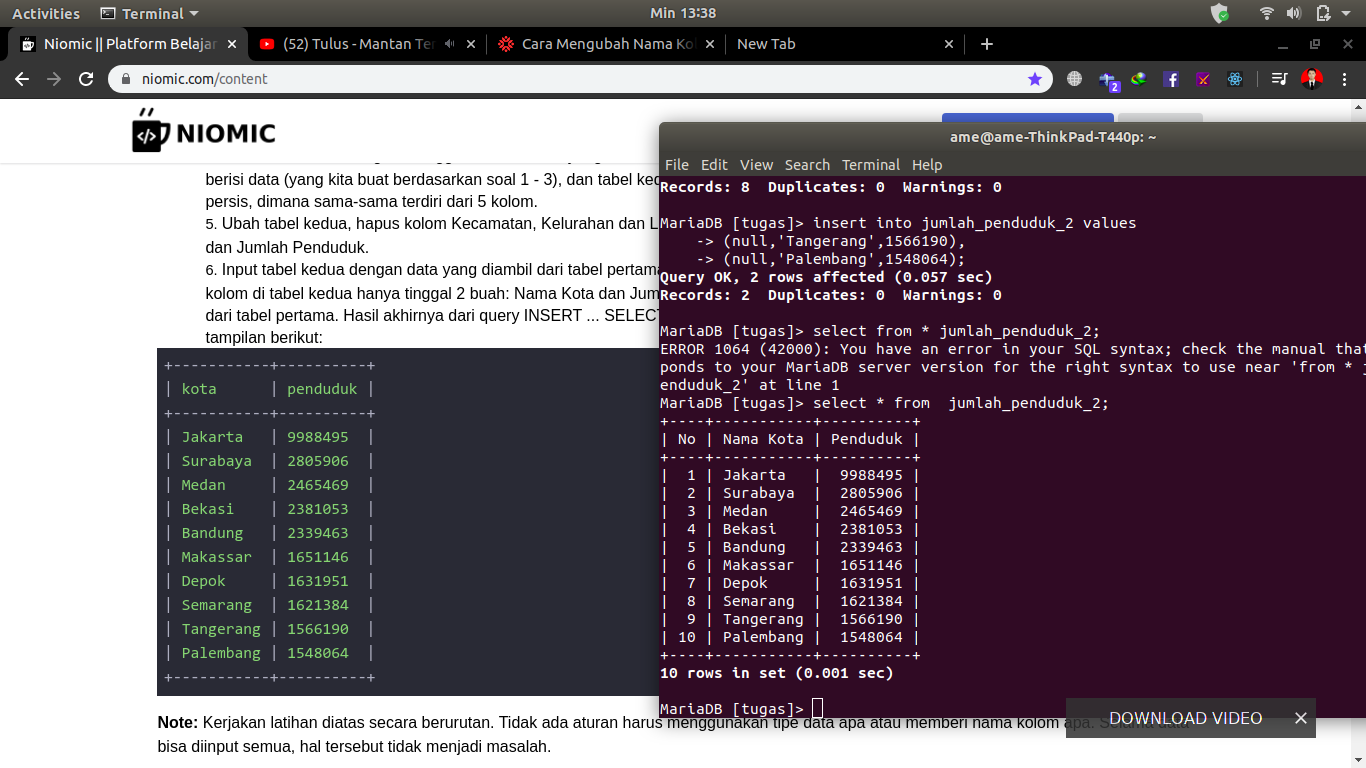 Activities Terminal Min 13:38
Niomic || Platform Belajar (52) Tulus - Mantan Ter Cara Mengubah Nama Ko New Tab
niomic.com/content
2
NIOMIC
berisi data (yang kita buat berdasarkan soal 1 - 3), dan tabel ked
persis, dimana sama-sama terdiri dari 5 kolom.
5. Ubah tabel kedua, hapus kolom Kecamatan, Kelurahan dan L
dan Jumlah Penduduk.
6. Input tabel kedua dengan data yang diambil dari tabel pertama
kolom di tabel kedua hanya tinggal 2 buah: Nama Kota dan Jum
dari tabel pertama. Hasil akhirnya dari query INSERT ... SELECT
tampilan berikut:
+-----------+----------+
| kota      | penduduk |
+-----------+----------+
| Jakarta   | 9988495  |
| Surabaya  | 2805906  |
| Medan     | 2465469  |
| Bekasi    | 2381053  |
| Bandung   | 2339463  |
| Makassar  | 1651146  |
| Depok     | 1631951  |
| Semarang  | 1621384  |
| Tangerang | 1566190  |
| Palembang | 1548064  |
+-----------+----------+
Note: Kerjakan latihan diatas secara berurutan. Tidak ada aturan harus menggunakan tipe data apa atau memberi nama kolom apa.
bisa diinput semua, hal tersebut tidak menjadi masalah.
ame@ame-ThinkPad-T440p: ~
File Edit View Search Terminal Help
Records: 8  Duplicates: 0  Warnings: 0
MariaDB [tugas]> insert into jumlah_penduduk_2 values
    -> (null,'Tangerang',1566190),
    -> (null,'Palembang',1548064);
Query OK, 2 rows affected (0.057 sec)
Records: 2  Duplicates: 0  Warnings: 0
MariaDB [tugas]> select from * jumlah_penduduk_2;
ERROR 1064 (42000): You have an error in your SQL syntax; check the manual that
ponds to your MariaDB server version for the right syntax to use near 'from * j
enduduk_2' at line 1
MariaDB [tugas]> select * from  jumlah_penduduk_2;
+----+-----------+----------+
| No | Nama Kota | Penduduk |
+----+-----------+----------+
|  1 | Jakarta   |  9988495 |
|  2 | Surabaya  |  2805906 |
|  3 | Medan     |  2465469 |
|  4 | Bekasi    |  2381053 |
|  5 | Bandung   |  2339463 |
|  6 | Makassar  |  1651146 |
|  7 | Depok     |  1631951 |
|  8 | Semarang  |  1621384 |
|  9 | Tangerang |  1566190 |
| 10 | Palembang |  1548064 |
+----+-----------+----------+
10 rows in set (0.001 sec)
MariaDB [tugas]>
DOWNLOAD VIDEO